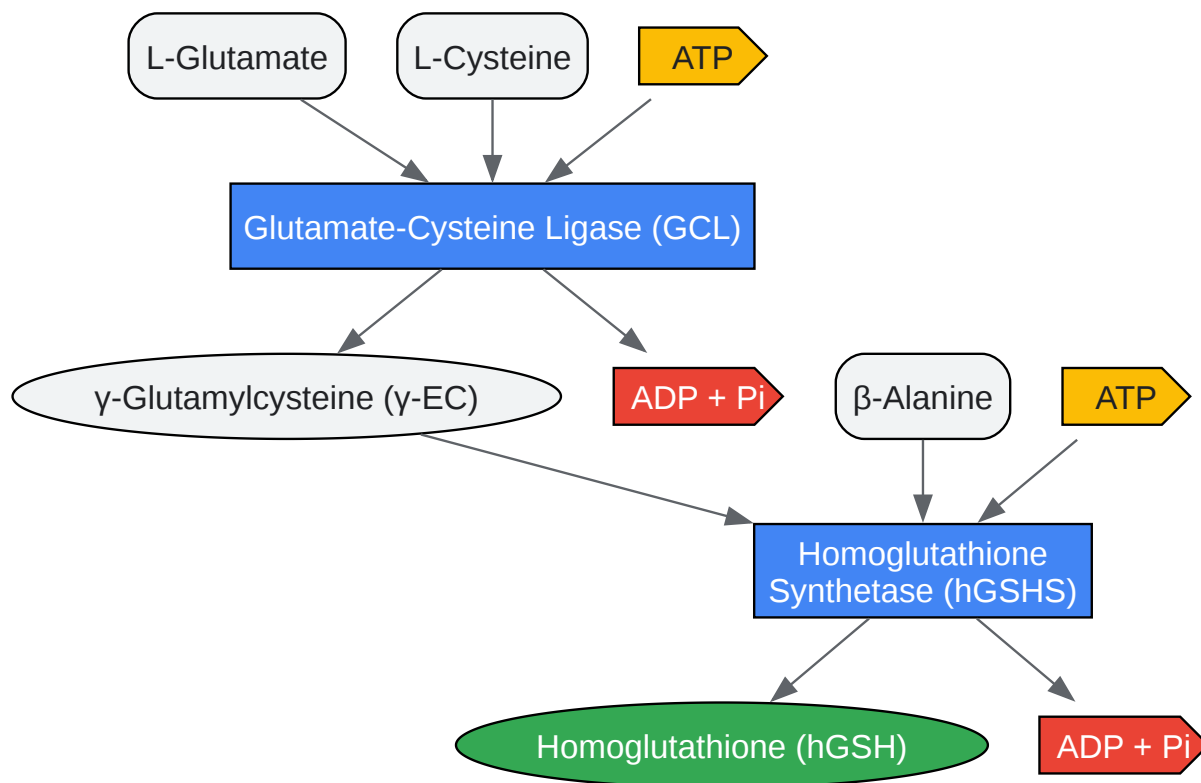 L-Glutamate
L-Cysteine
ATP
Glutamate-Cysteine Ligase (GCL)
γ-Glutamylcysteine (γ-EC)
ADP + Pi
β-Alanine
ATP
Homoglutathione
Synthetase (hGSHS)
Homoglutathione (hGSH)
ADP + Pi